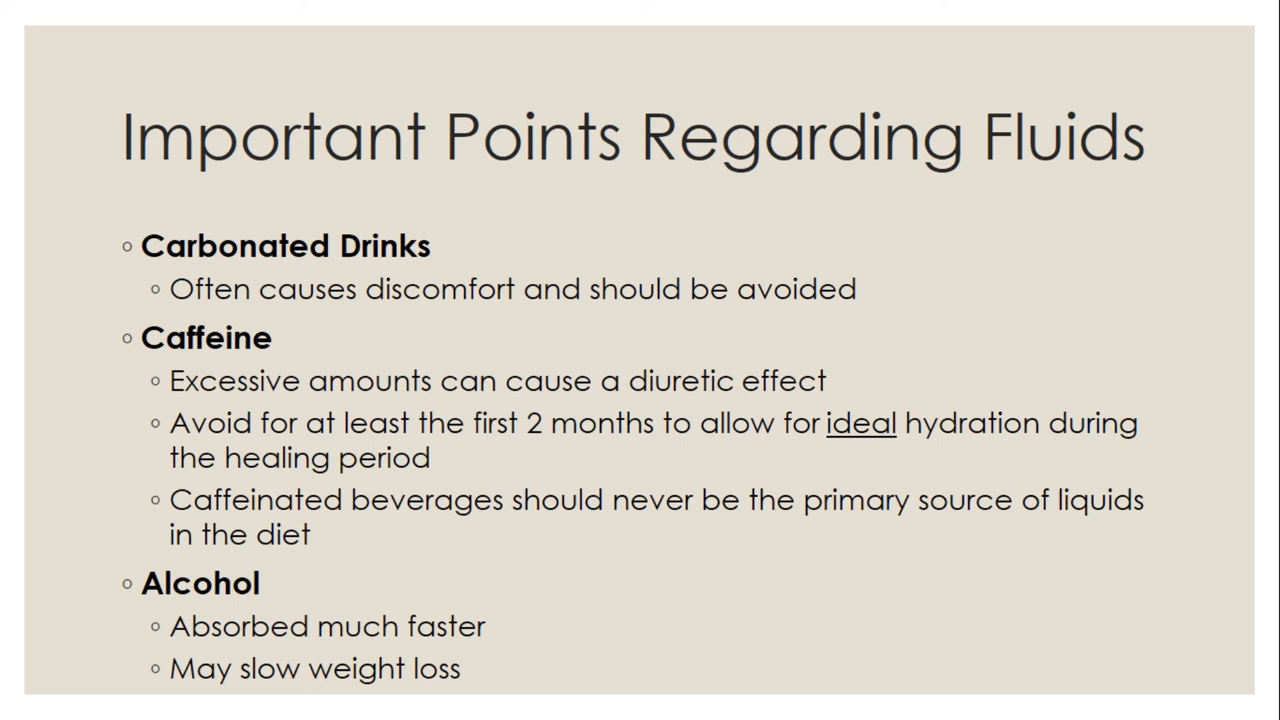 Important Points Regarding Fluids
◦ Carbonated Drinks
◦ Often causes discomfort and should be avoided
◦ Caffeine
◦ Excessive amounts can cause a diuretic effect
◦ Avoid for at least the first 2 months to allow for ideal hydration during
the healing period
◦ Caffeinated beverages should never be the primary source of liquids
in the diet
◦ Alcohol
◦ Absorbed much faster
◦ May slow weight loss